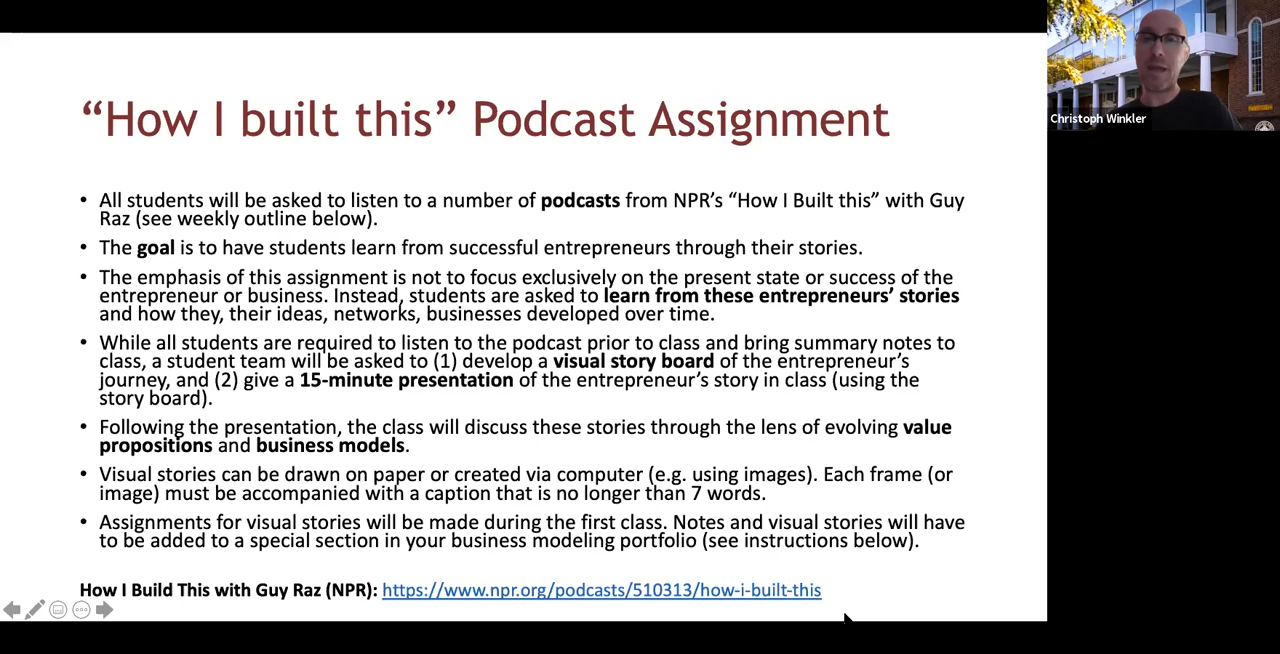 “How I built this” Podcast Assignment
• All students will be asked to listen to a number of podcasts from NPR’s “How I Built this” with Guy
Raz (see weekly outline below).
• The goal is to have students learn from successful entrepreneurs through their stories.
• The emphasis of this assignment is not to focus exclusively on the present state or success of the
entrepreneur or business. Instead, students are asked to learn from these entrepreneurs’ stories
and how they, their ideas, networks, businesses developed over time.
• While all students are required to listen to the podcast prior to class and bring summary notes to
class, a student team will be asked to (1) develop a visual story board of the entrepreneur’s
journey, and (2) give a 15-minute presentation of the entrepreneur’s story in class (using the
story board).
• Following the presentation, the class will discuss these stories through the lens of evolving value
propositions and business models.
• Visual stories can be drawn on paper or created via computer (e.g. using images). Each frame (or
image) must be accompanied with a caption that is no longer than 7 words.
• Assignments for visual stories will be made during the first class. Notes and visual stories will have
to be added to a special section in your business modeling portfolio (see instructions below).
How I Build This with Guy Raz (NPR): https://www.npr.org/podcasts/510313/how-i-built-this
Christoph Winkler